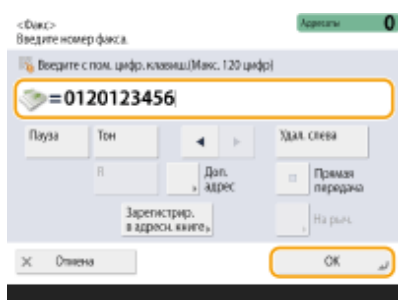 <Факс>
Адресаты 0
Введите номер факса.
Введите с пом. цифр. клавиш.(Макс. 120 цифр)
=0120123456
Пауза Тон Удал. слева
R Доп. адрес Прямая передача
Зарегистрир. в адресн. книге На рыч.
Отмена OK